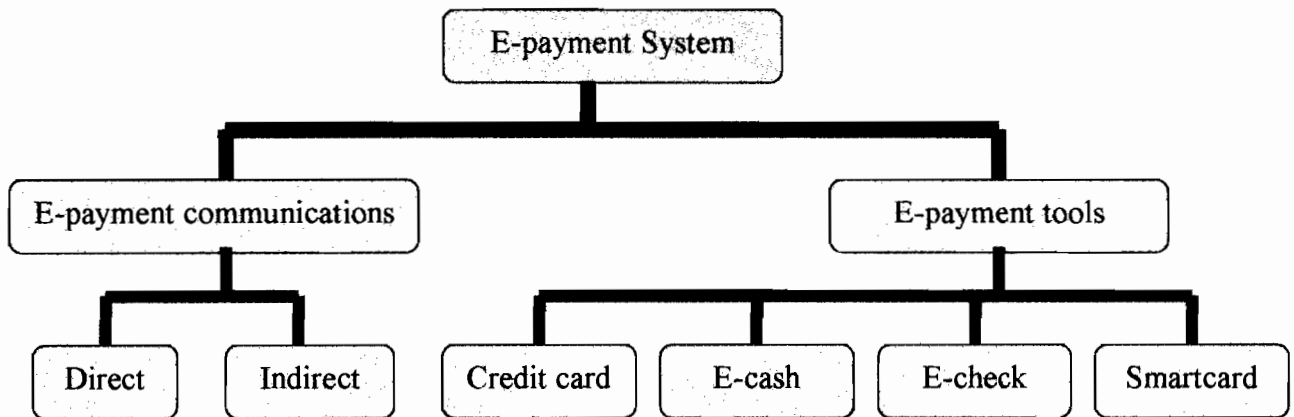 E-payment System
E-payment communications
E-payment tools
Direct
Indirect
Credit card
E-cash
E-check
Smartcard